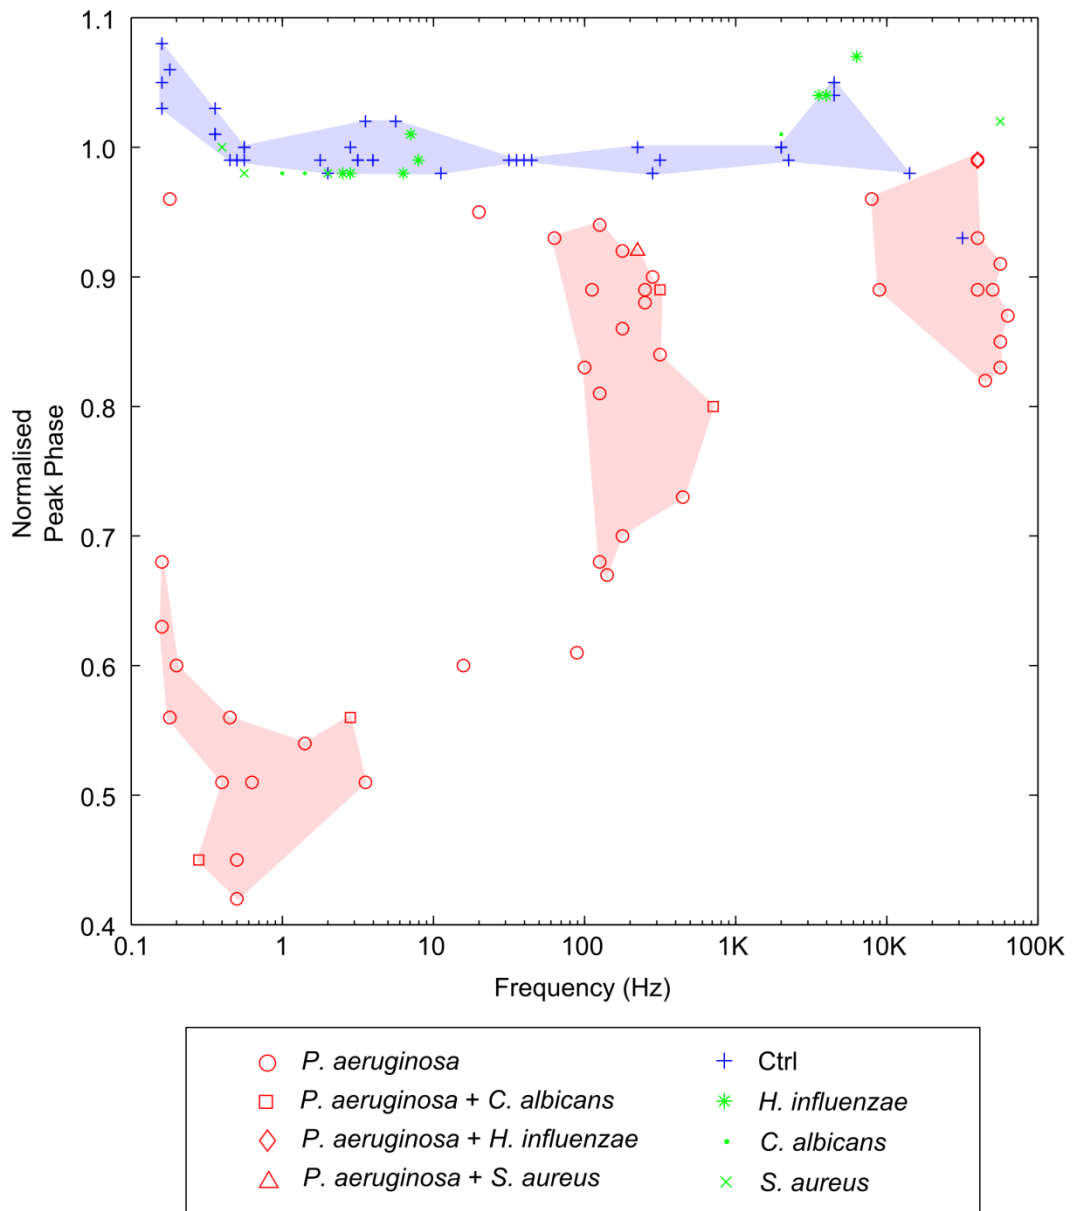 1.1
1.0
0.9
0.8
0.7
0.6
0.5
0.4
Normalised
Peak Phase
0.1 1 10 100 1K 10K 100K
Frequency (Hz)
P. aeruginosa Ctrl
P. aeruginosa + C. albicans H. influenzae
P. aeruginosa + H. influenzae C. albicans
P. aeruginosa + S. aureus S. aureus